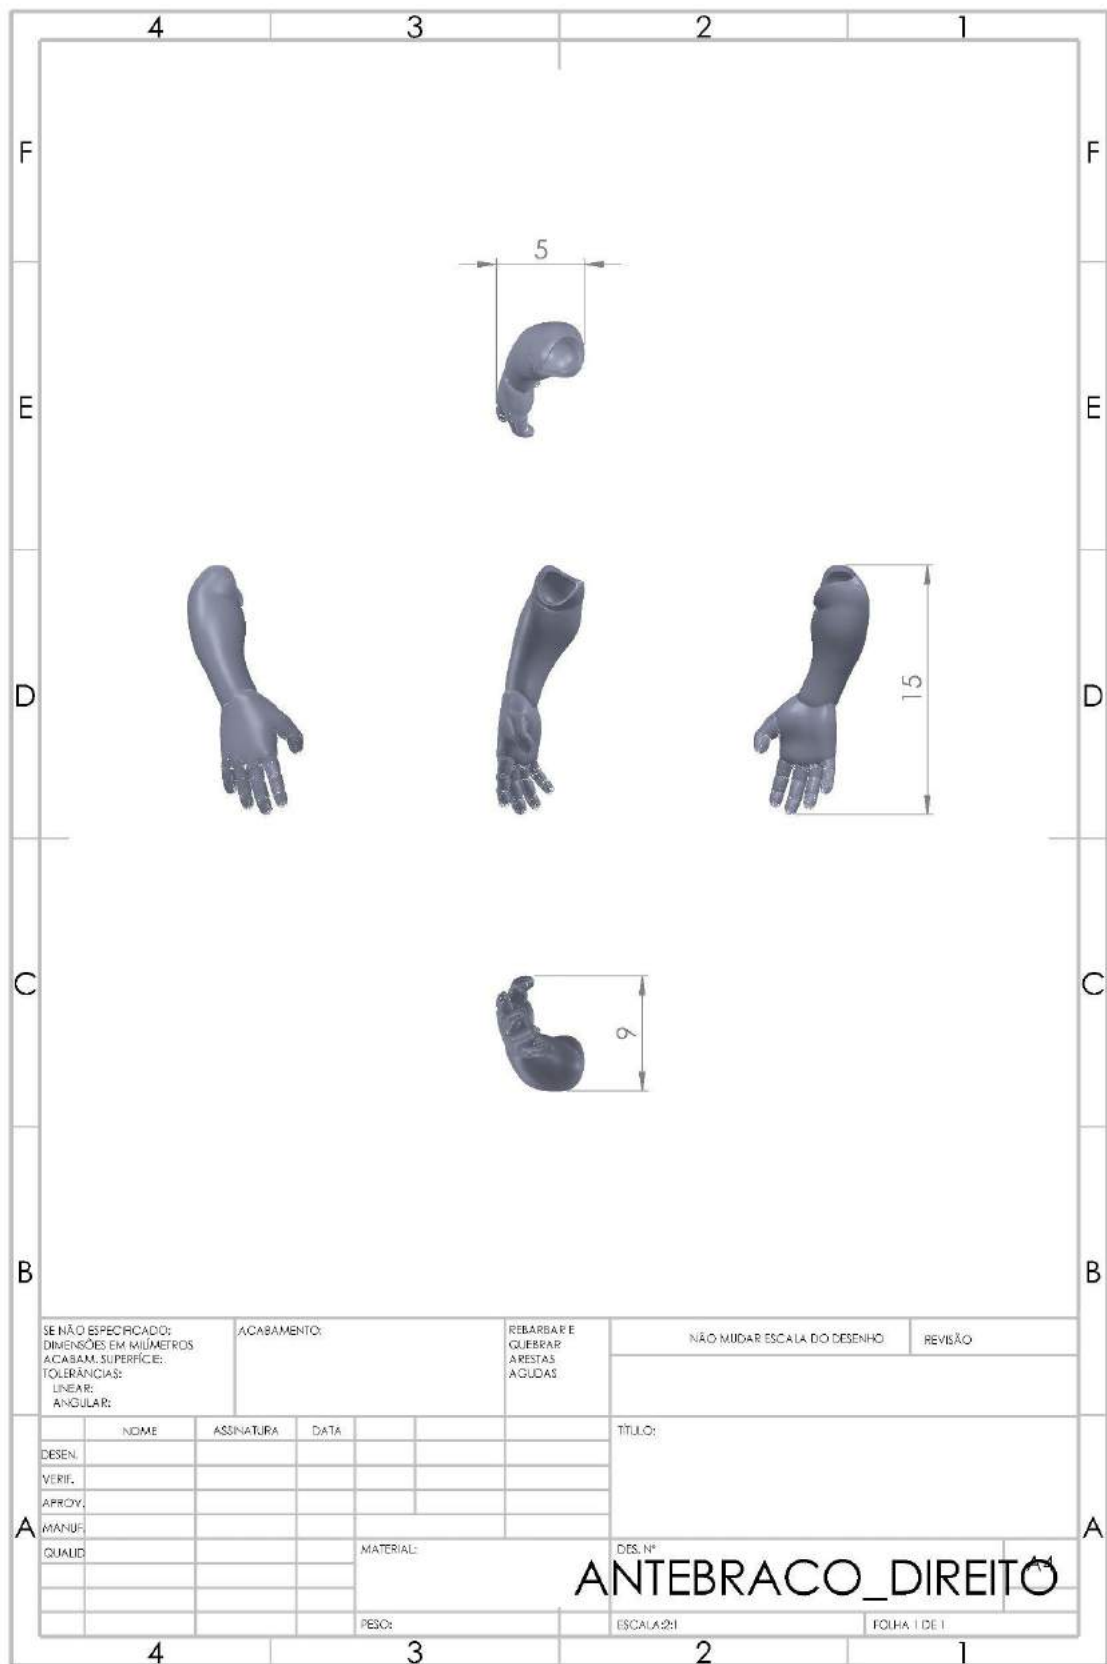 4 3 2 1
F F
5
E E
D 15 D
C 9 C
B B
SE NÃO ESPECIFICADO:
DIMENSÕES EM MILÍMETROS
ACABAM. SUPERFÍCIE:
TOLERÂNCIAS:
LINEAR:
ANGULAR:
ACABAMENTO:
REBARBAR E
QUEBRAR
ARESTAS
AGUDAS
NÃO MUDAR ESCALA DO DESENHO
REVISÃO
NOME ASSINATURA DATA
TÍTULO:
DESEN.
VERIF.
APROV.
MANUF.
QUALID
A A
MATERIAL:
DES. Nº
ANTEBRACO_DIREITO
A4
PESO:
ESCALA:2:1
FOLHA 1 DE 1
4 3 2 1